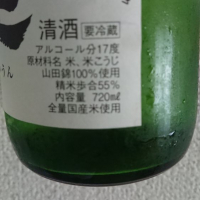 清酒 要冷蔵
アルコール分17度
原材料名 米、米こうじ
山田錦100%使用
精米歩合55%
内容量 720㎖
全量国産米使用
うん